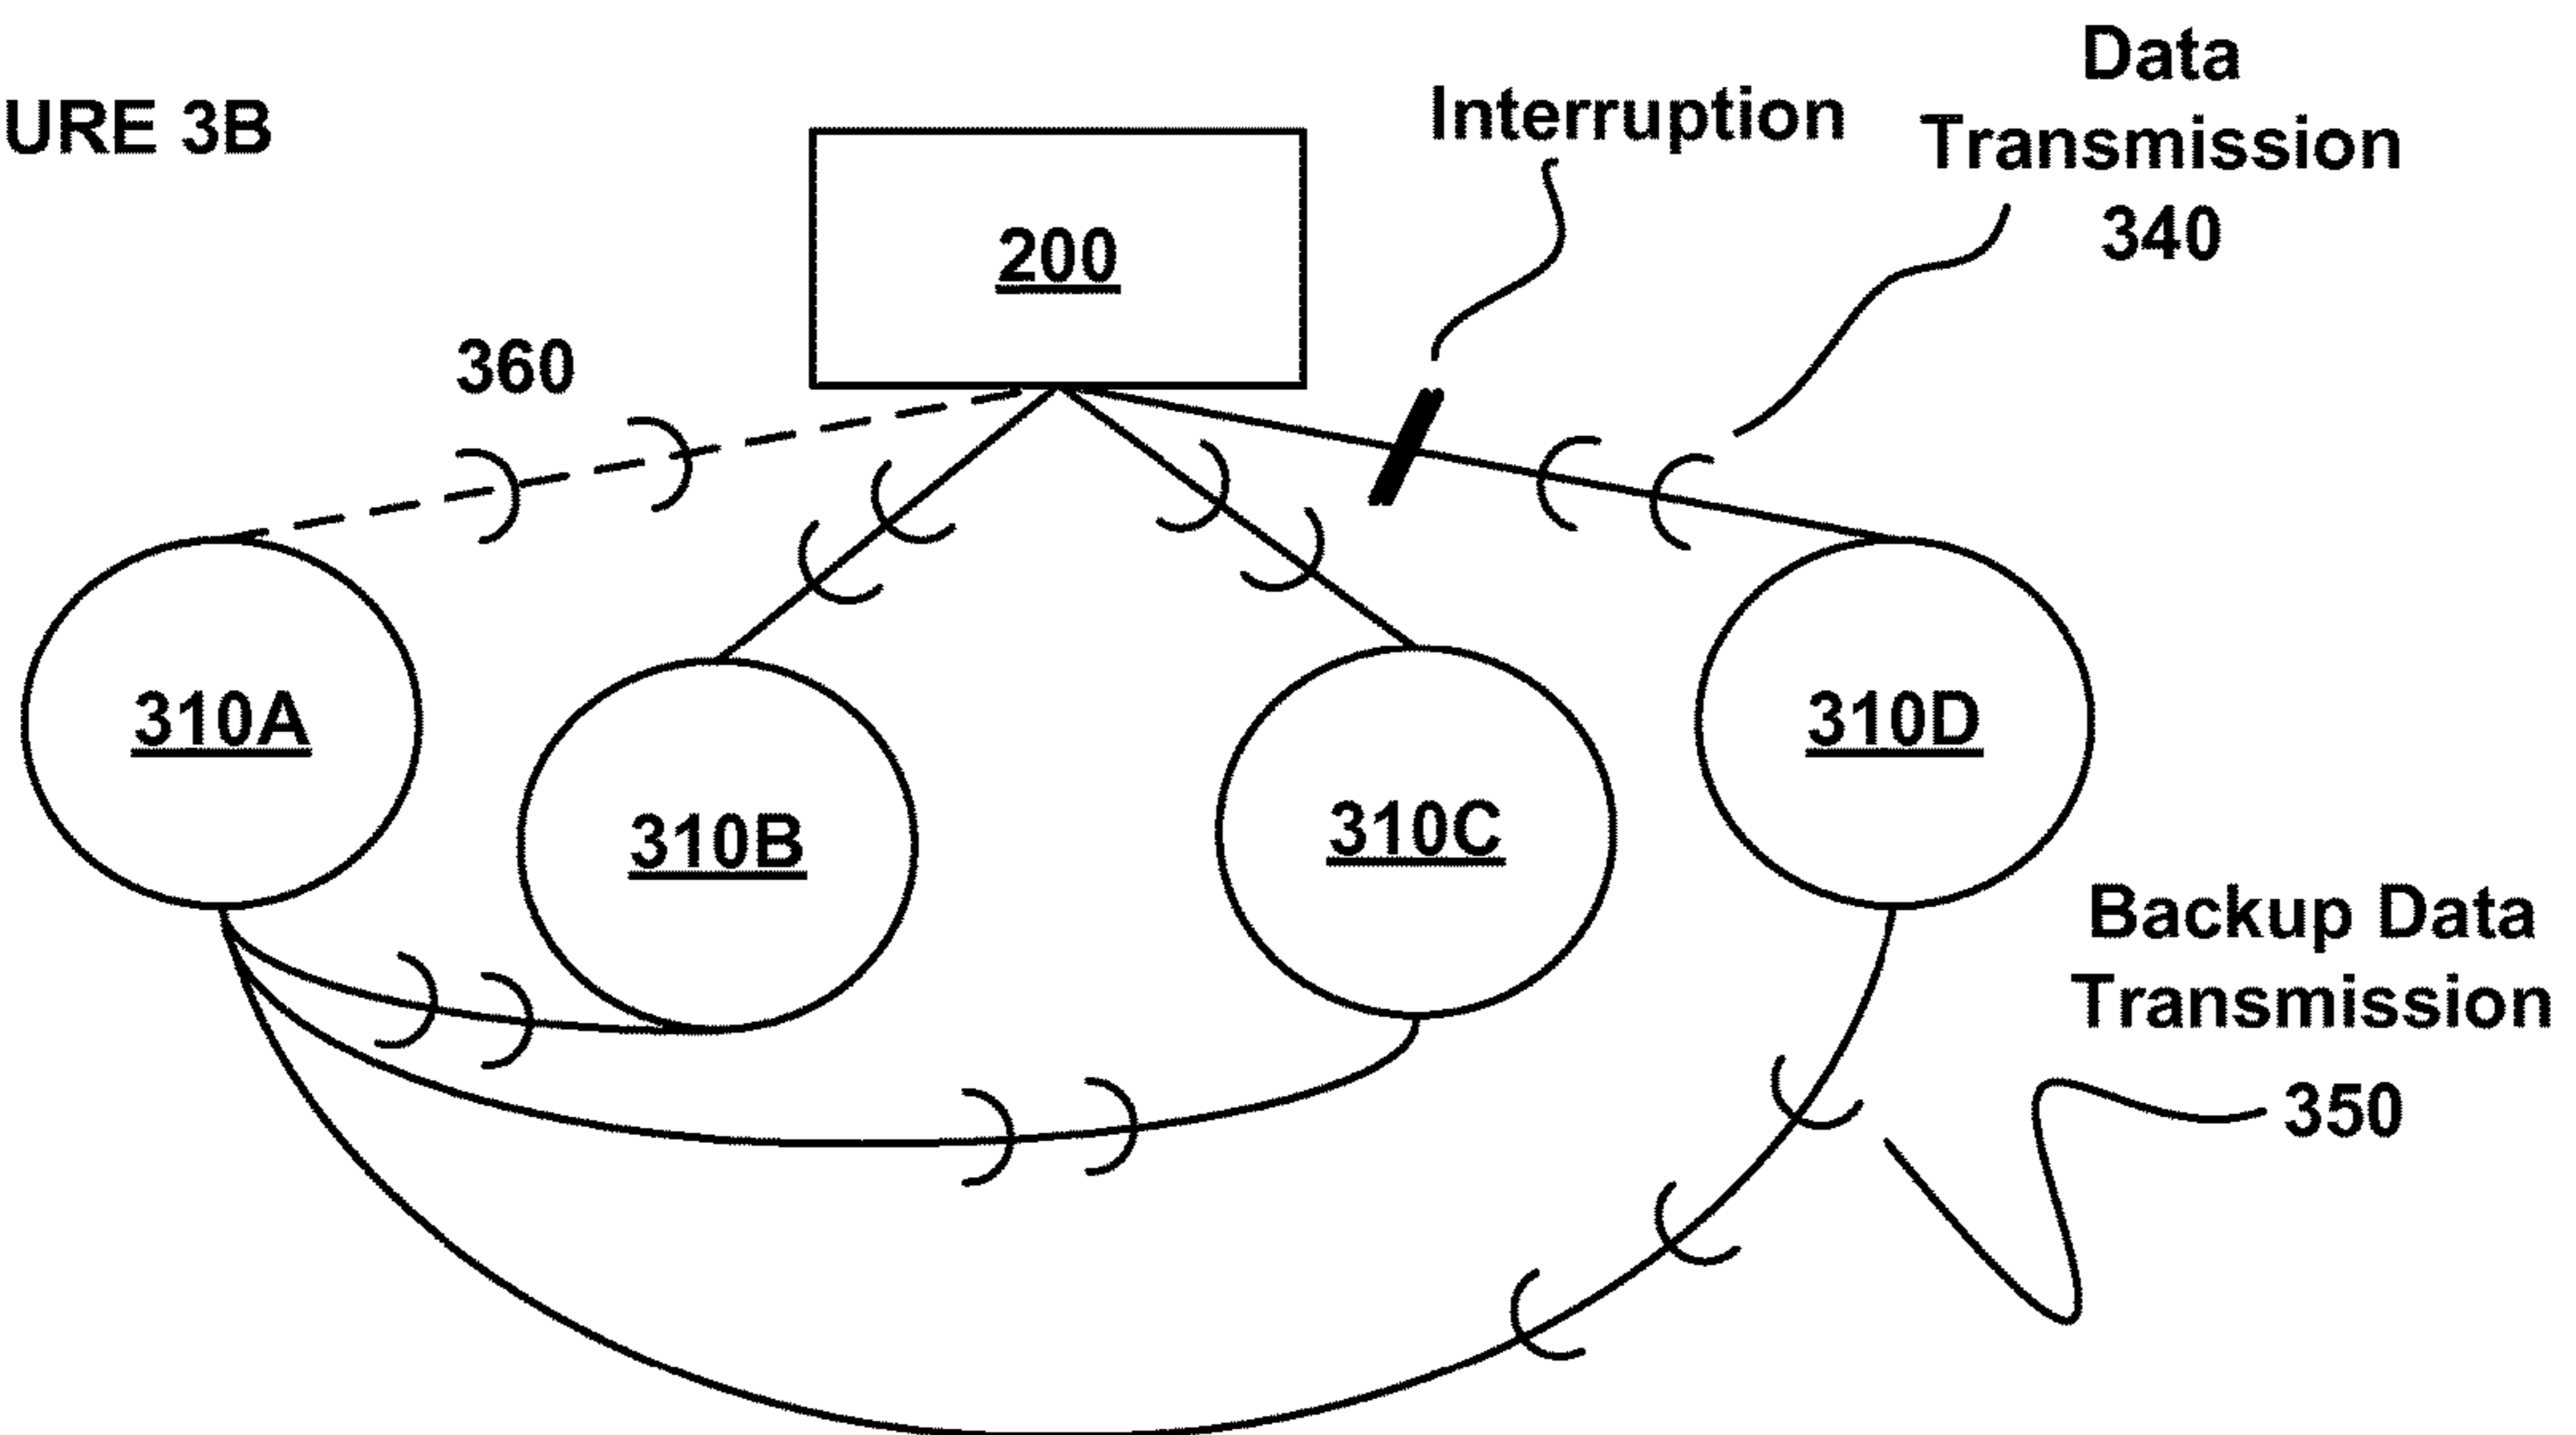 URE 3B
Interruption
Data
Transmission
340
200
360
310A
310B
310C
310D
Backup Data
Transmission
350